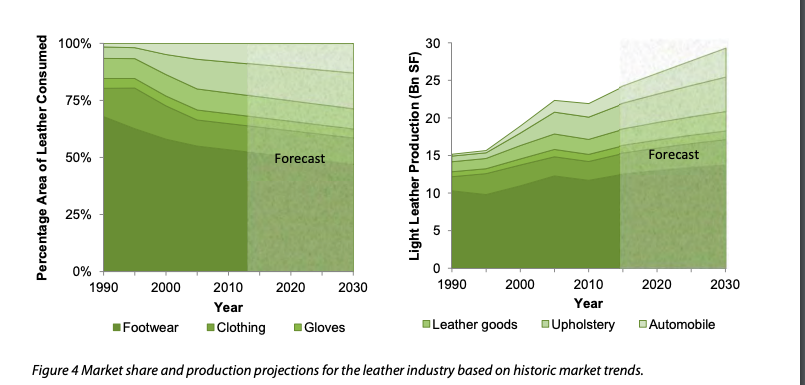 Percentage Area of Leather Consumed
100%
75%
50%
25%
0%
Forecast
1990 2000 2010 2020 2030
Year
Footwear Clothing Gloves
Light Leather Production (Bn SF)
30
25
20
15
10
5
0
Forecast
1990 2000 2010 2020 2030
Year
Leather goods Upholstery Automobile
Figure 4 Market share and production projections for the leather industry based on historic market trends.